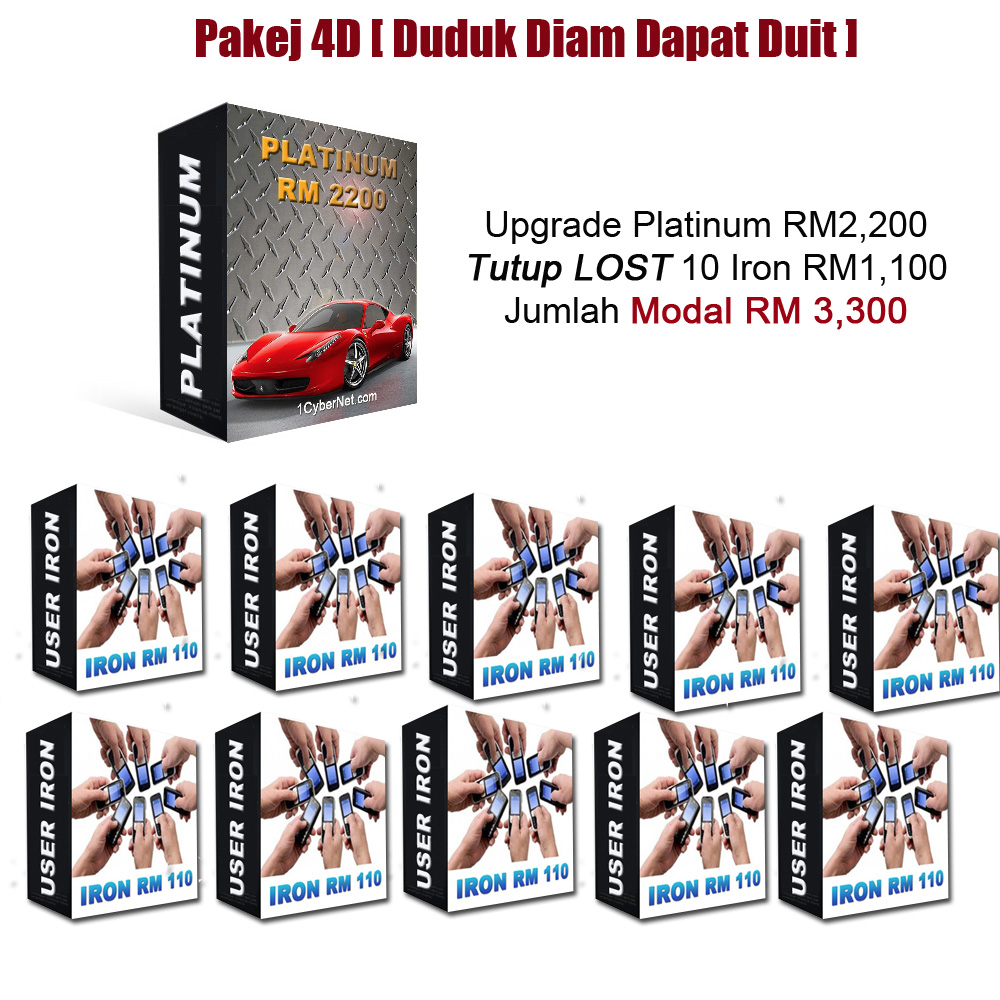 Pakej 4D [ Duduk Diam Dapat Duit ]
PLATINUM
PLATINUM
RM 2200
1CyberNet.com
Upgrade Platinum RM2,200
Tutup LOST 10 Iron RM1,100
Jumlah Modal RM 3,300
USER IRON
IRON RM 110
USER IRON
IRON RM 110
USER IRON
IRON RM 110
USER IRON
IRON RM 110
USER IRON
IRON RM 110
USER IRON
IRON RM 110
USER IRON
IRON RM 110
USER IRON
IRON RM 110
USER IRON
IRON RM 110
USER IRON
IRON RM 110